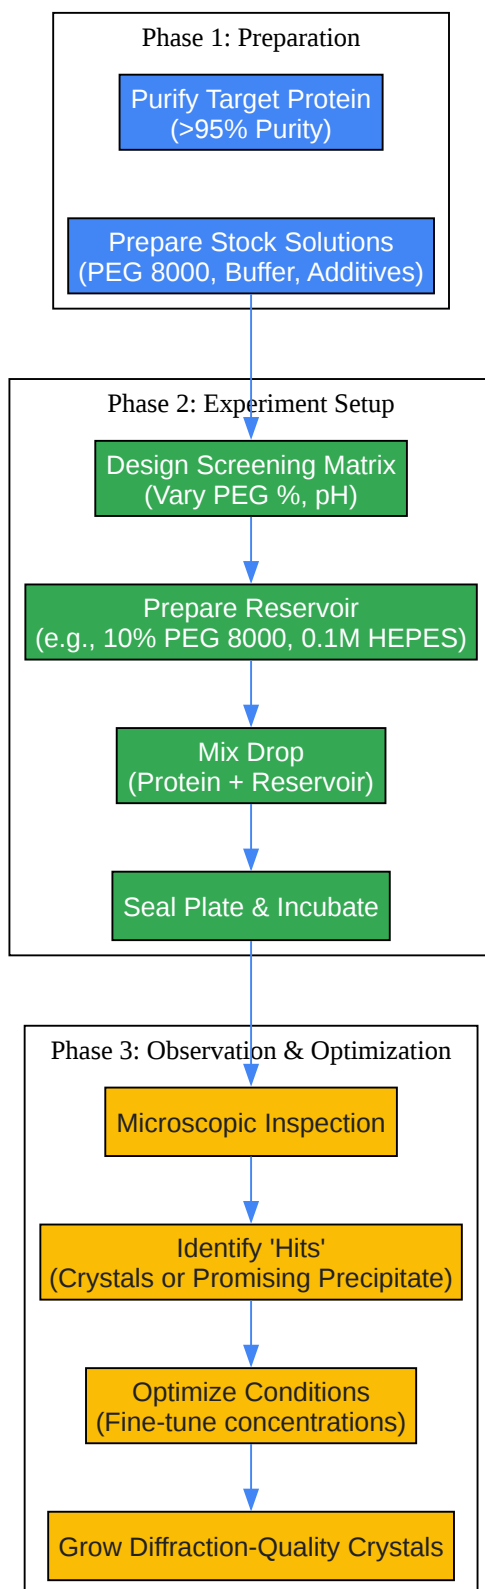 Phase 1: Preparation
Purify Target Protein
(>95% Purity)
Prepare Stock Solutions
(PEG 8000, Buffer, Additives)
Phase 2: Experiment Setup
Design Screening Matrix
(Vary PEG %, pH)
Prepare Reservoir
(e.g., 10% PEG 8000, 0.1M HEPES)
Mix Drop
(Protein + Reservoir)
Seal Plate & Incubate
Phase 3: Observation & Optimization
Microscopic Inspection
Identify 'Hits'
(Crystals or Promising Precipitate)
Optimize Conditions
(Fine-tune concentrations)
Grow Diffraction-Quality Crystals